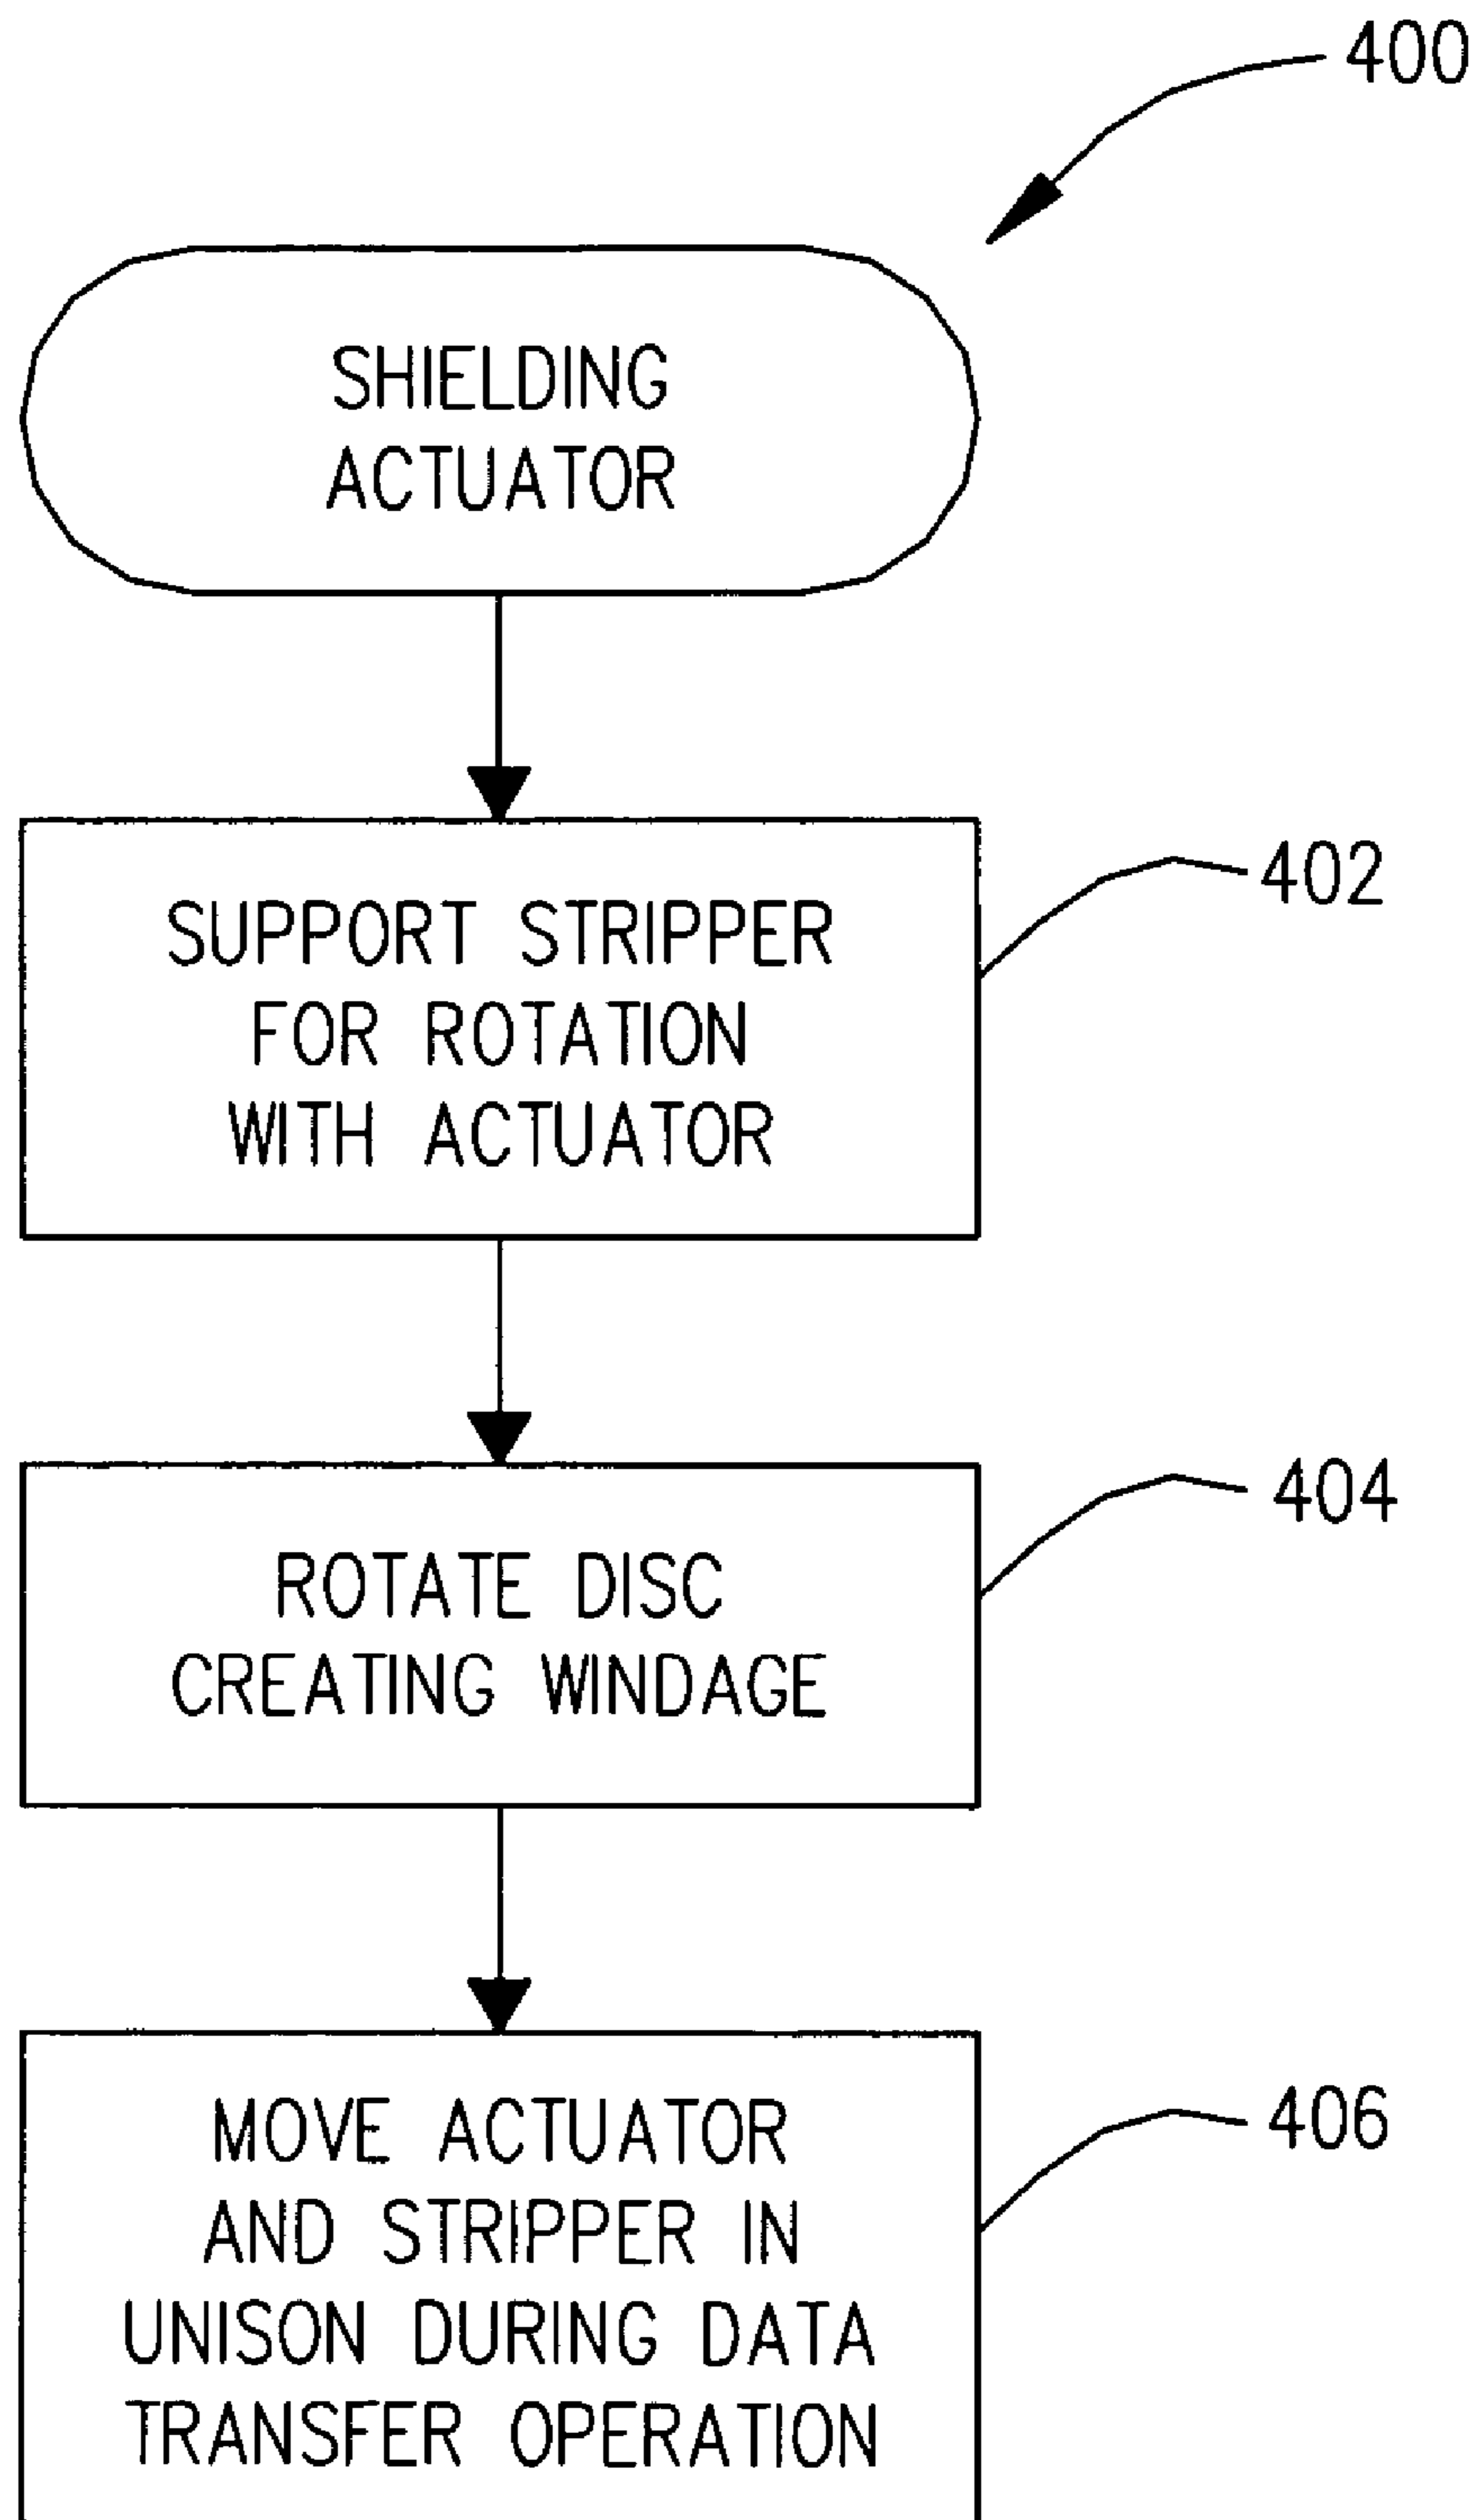 400
SHIELDING
ACTUATOR
SUPPORT STRIPPER
FOR ROTATION
WITH ACTUATOR
402
ROTATE DISC
CREATING WINDAGE
404
MOVE ACTUATOR
AND STRIPPER IN
UNISON DURING DATA
TRANSFER OPERATION
406